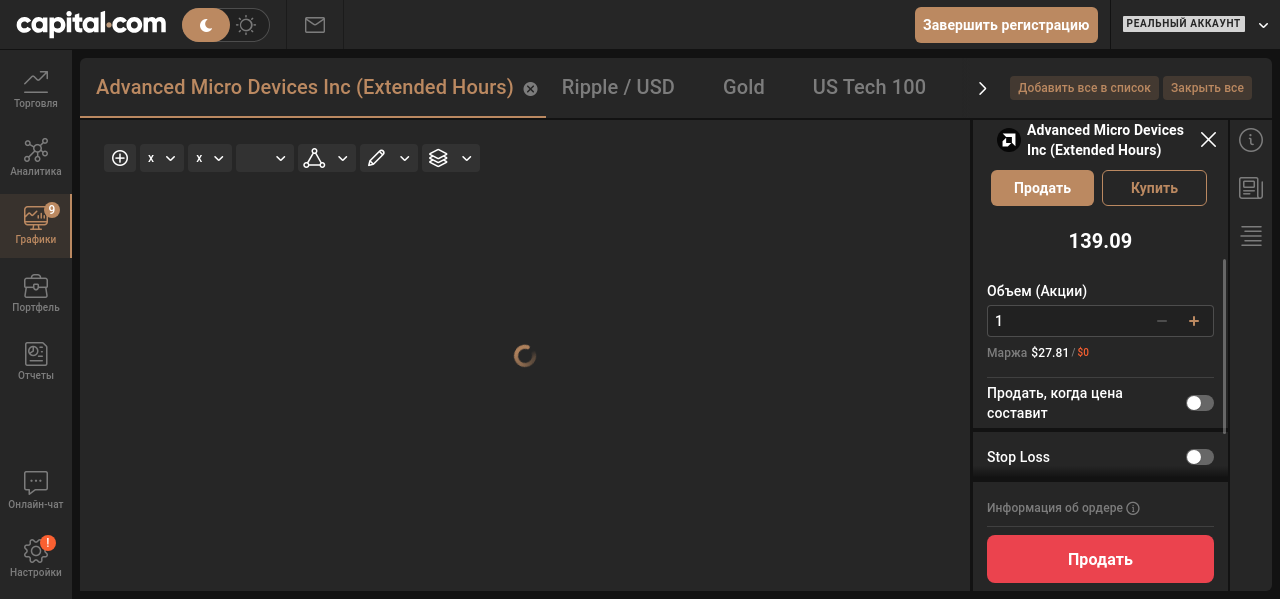 capital.com
Завершить регистрацию
РЕАЛЬНЫЙ АККАУНТ
Торговля
Аналитика
9
Графики
Портфель
Отчеты
Онлайн-чат
!
Настройки
Advanced Micro Devices Inc (Extended Hours)
Ripple / USD
Gold
US Tech 100
Добавить все в список
Закрыть все
x
x
Advanced Micro Devices
Inc (Extended Hours)
Продать
Купить
139.09
Объем (Акции)
1
Маржа $27.81 / $0
Продать, когда цена
составит
Stop Loss
Информация об ордере
Продать